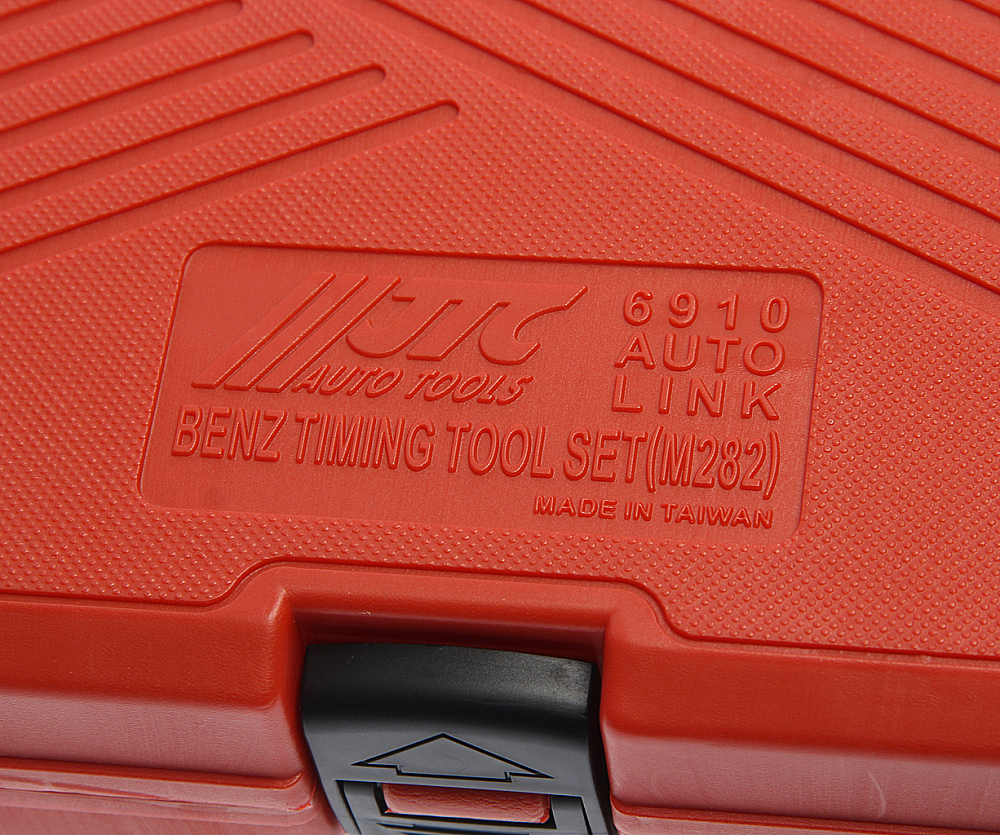 JTC
AUTO TOOLS
6910
AUTO
LINK
BENZ TIMING TOOL SET(M282)
MADE IN TAIWAN